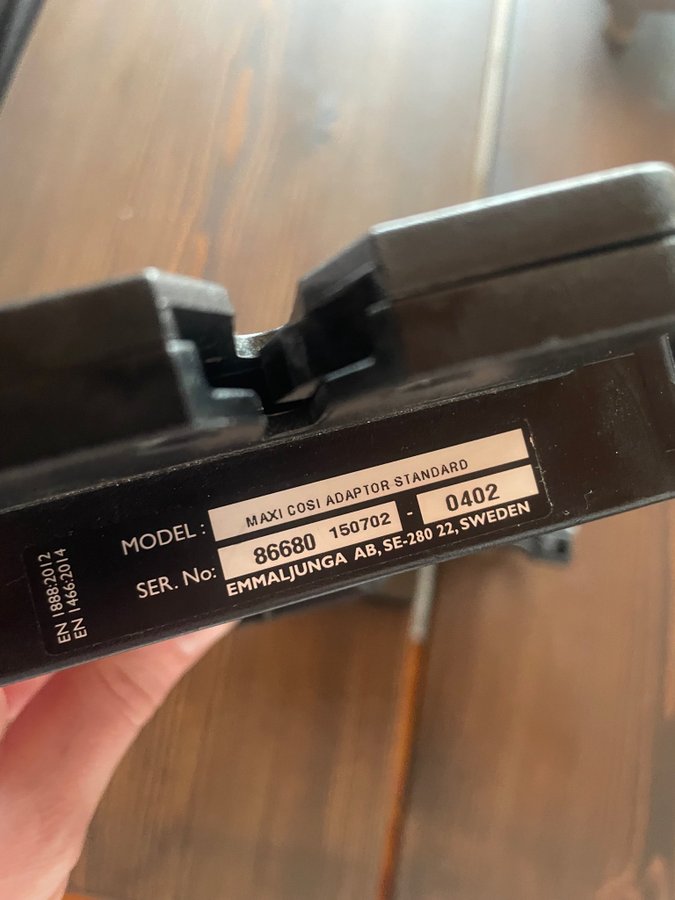 MODEL: MAXI COSI ADAPTOR STANDARD
SER. No: 86680 150702 - 0402
EMMALJUNGA AB, SE-280 22, SWEDEN
EN 1888:2012
EN 1466:2014